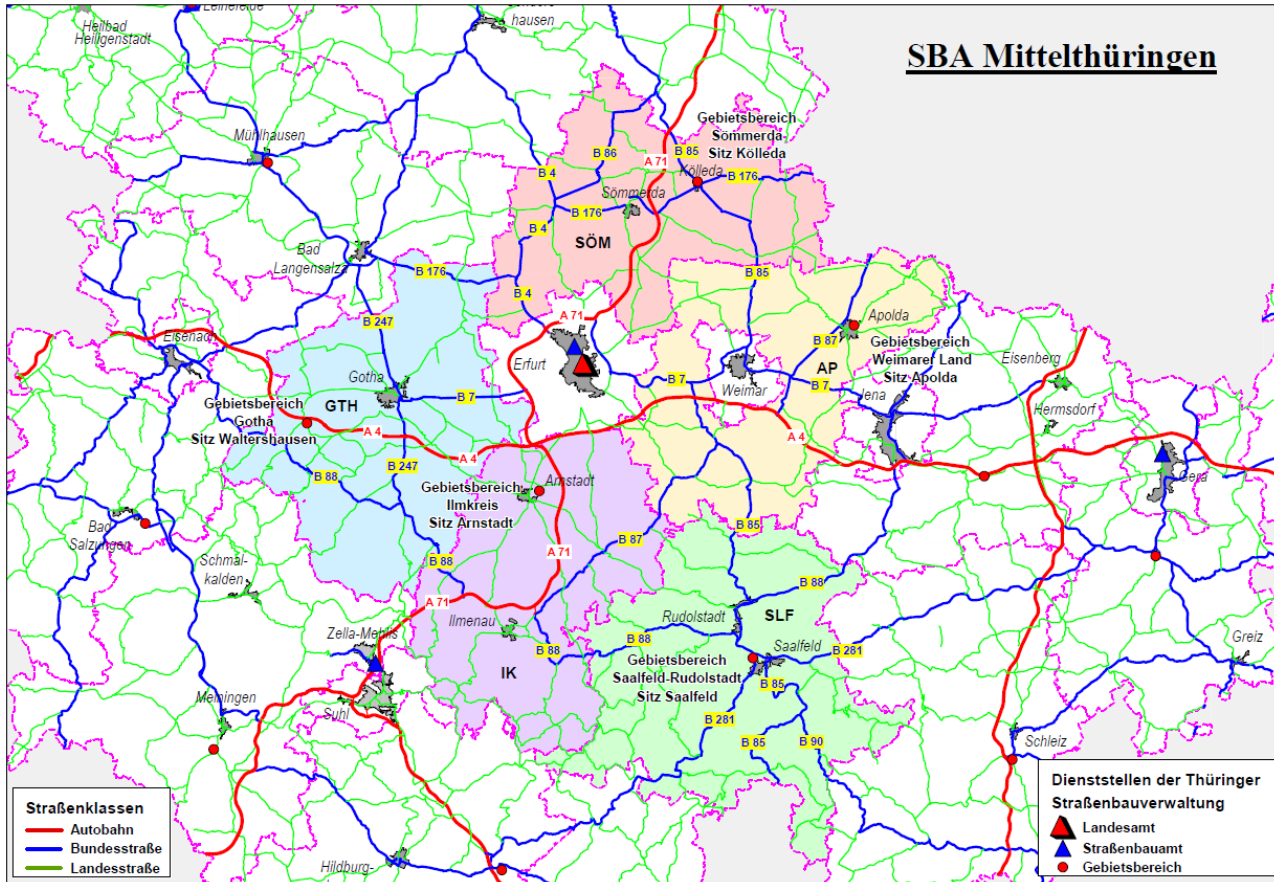 SBA Mittelthüringen
Heilbad
Heiligenstadt
Leinefelde
hausen
Mühlhausen
Gebietsbereich
Sömmerda
Sitz Kölleda
B 86
B 85
A 71
B 4
Kölleda
B 176
Sömmerda
B 176
B 4
SÖM
Bad
Langensalza
B 176
B 85
B 4
A 71
B 247
Apolda
B 87
Gebietsbereich
Weimarer Land
Sitz Apolda
Eisenach
Erfurt
Eisenberg
Gotha
B 7
Weimar
AP
B 7
Jena
GTH
B 7
Gebietsbereich
Gotha
Sitz Waltershausen
Hermsdorf
A 4
A 4
A 4
B 88
B 247
Gebietsbereich
Ilmkreis
Sitz Arnstadt
Arnstadt
Gera
Bad
Salzungen
B 85
B 87
A 71
Schmal-
kalden
B 88
B 88
A 71
Ilmenau
Rudolstadt
SLF
Zella-Mehlis
B 88
B 88
Saalfeld
B 281
Greiz
IK
Gebietsbereich
Saalfeld-Rudolstadt
Sitz Saalfeld
B 85
Meiningen
Suhl
B 281
B 85
B 90
Schleiz
Straßenklassen
Autobahn
Bundesstraße
Landesstraße
Hildburg-
Dienststellen der Thüringer
Straßenbauverwaltung
Landesamt
Straßenbauamt
Gebietsbereich